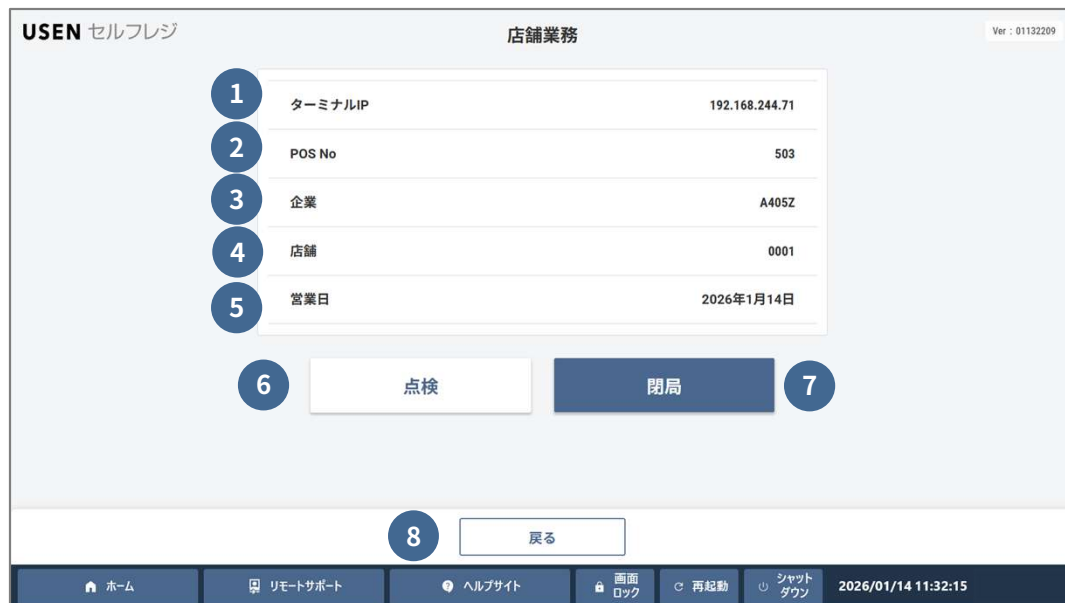 USEN セルフレジ
店舗業務
Ver : 01132209
1 ターミナルIP 192.168.244.71
2 POS No 503
3 企業 A405Z
4 店舗 0001
5 営業日 2026年1月14日
6 点検 閉局 7
8 戻る
ホーム リモートサポート ヘルプサイト 画面ロック 再起動 シャットダウン 2026/01/14 11:32:15